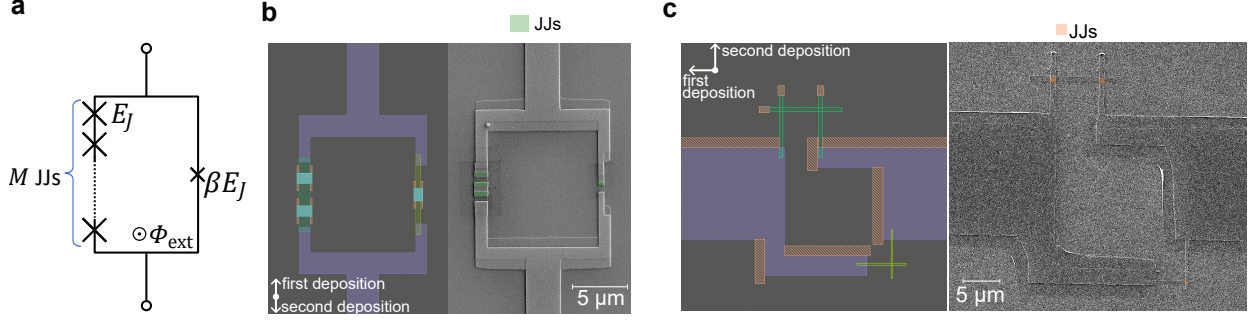 a
E_J
M JJs
βE_J
Φ_ext
b
JJs
first deposition
second deposition
5 μm
c
JJs
second deposition
first
deposition
5 μm